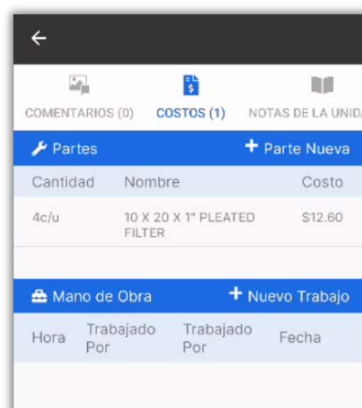 COMENTARIOS (0) COSTOS (1) NOTAS DE LA UNID
Partes + Parte Nueva
Cantidad Nombre Costo
4c/u 10 X 20 X 1" PLEATED $12.60
FILTER
Mano de Obra + Nuevo Trabajo
Hora Trabajado Por Trabajado Por Fecha